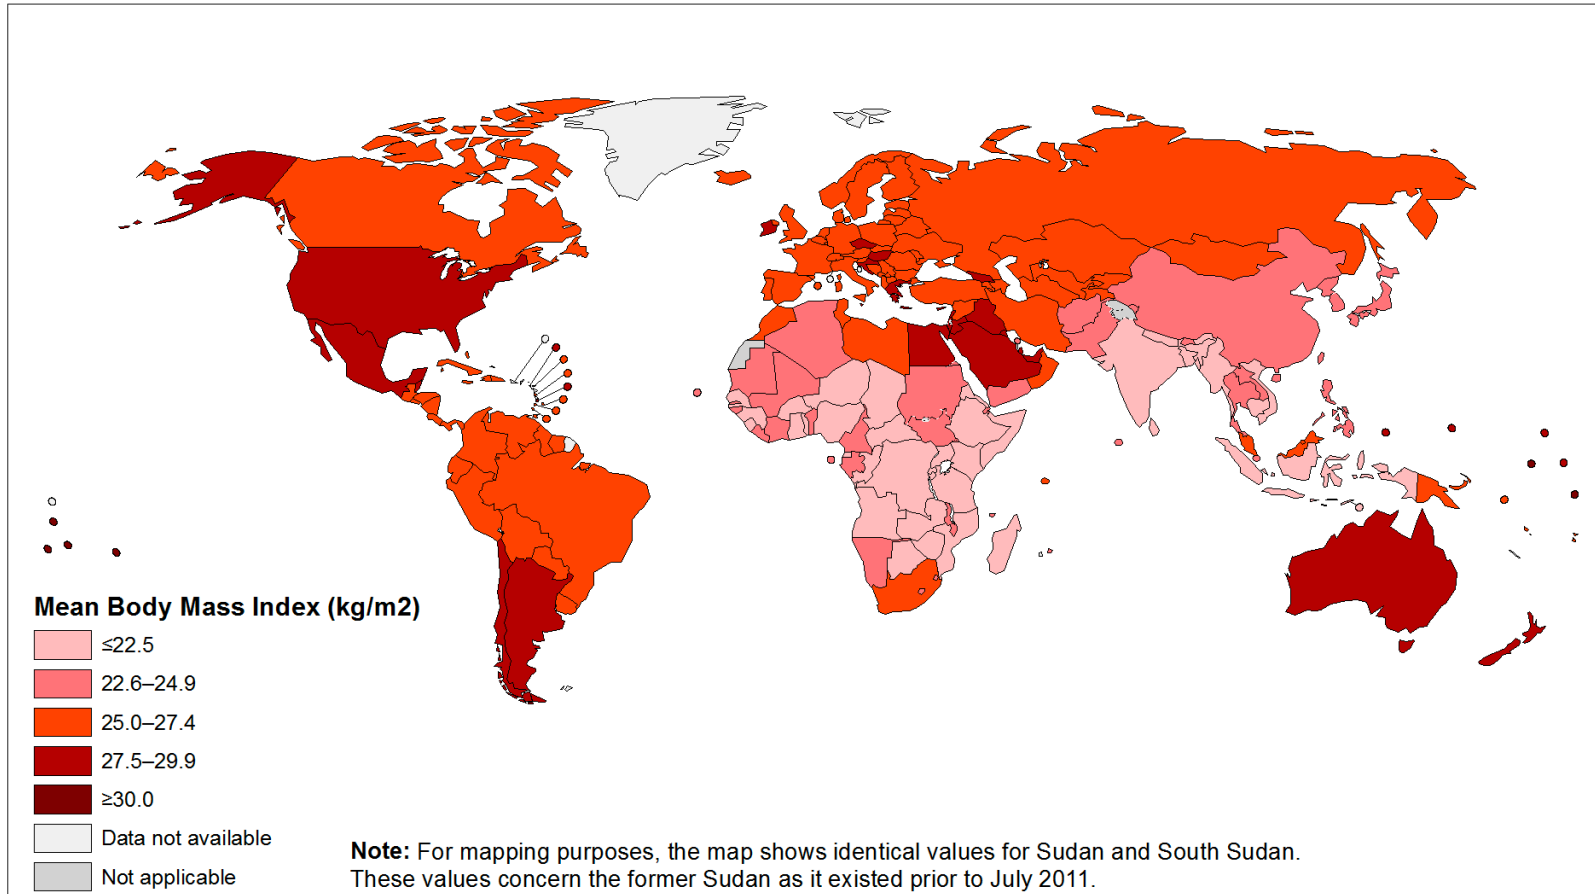 Mean Body Mass Index (kg/m2)
≤22.5
22.6–24.9
25.0–27.4
27.5–29.9
≥30.0
Data not available
Not applicable
Note: For mapping purposes, the map shows identical values for Sudan and South Sudan.
These values concern the former Sudan as it existed prior to July 2011.